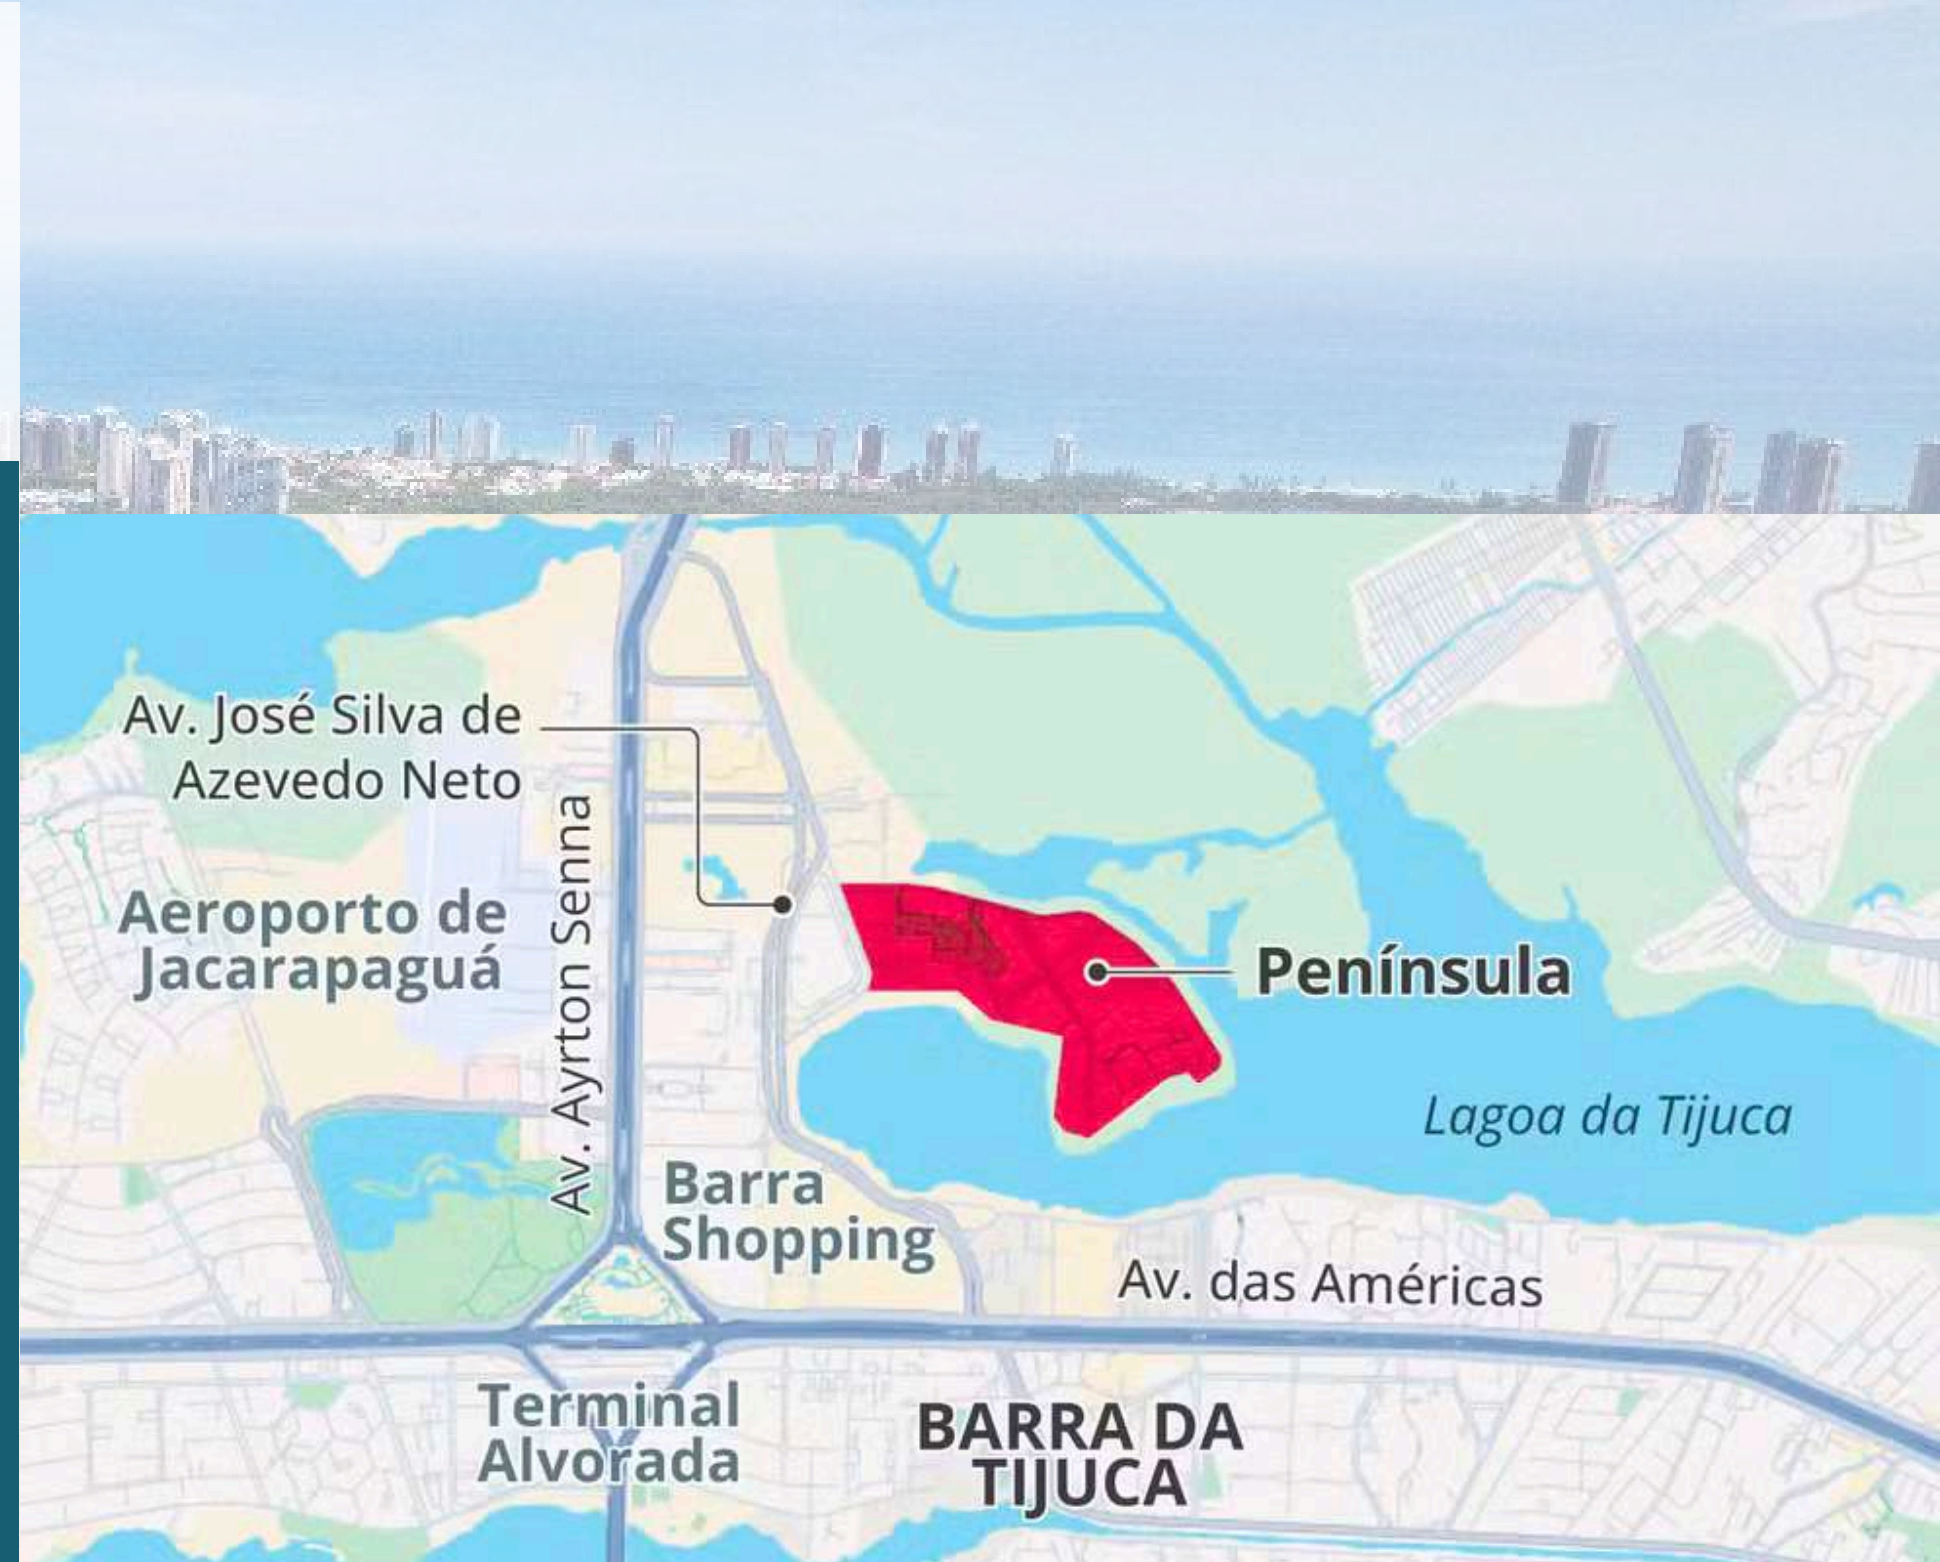 Av. José Silva de
Azevedo Neto
Av. Ayrton Senna
Aeroporto de
Jacarapaguá
Península
Lagoa da Tijuca
Barra
Shopping
Av. das Américas
Terminal
Alvorada
BARRA DA
TIJUCA